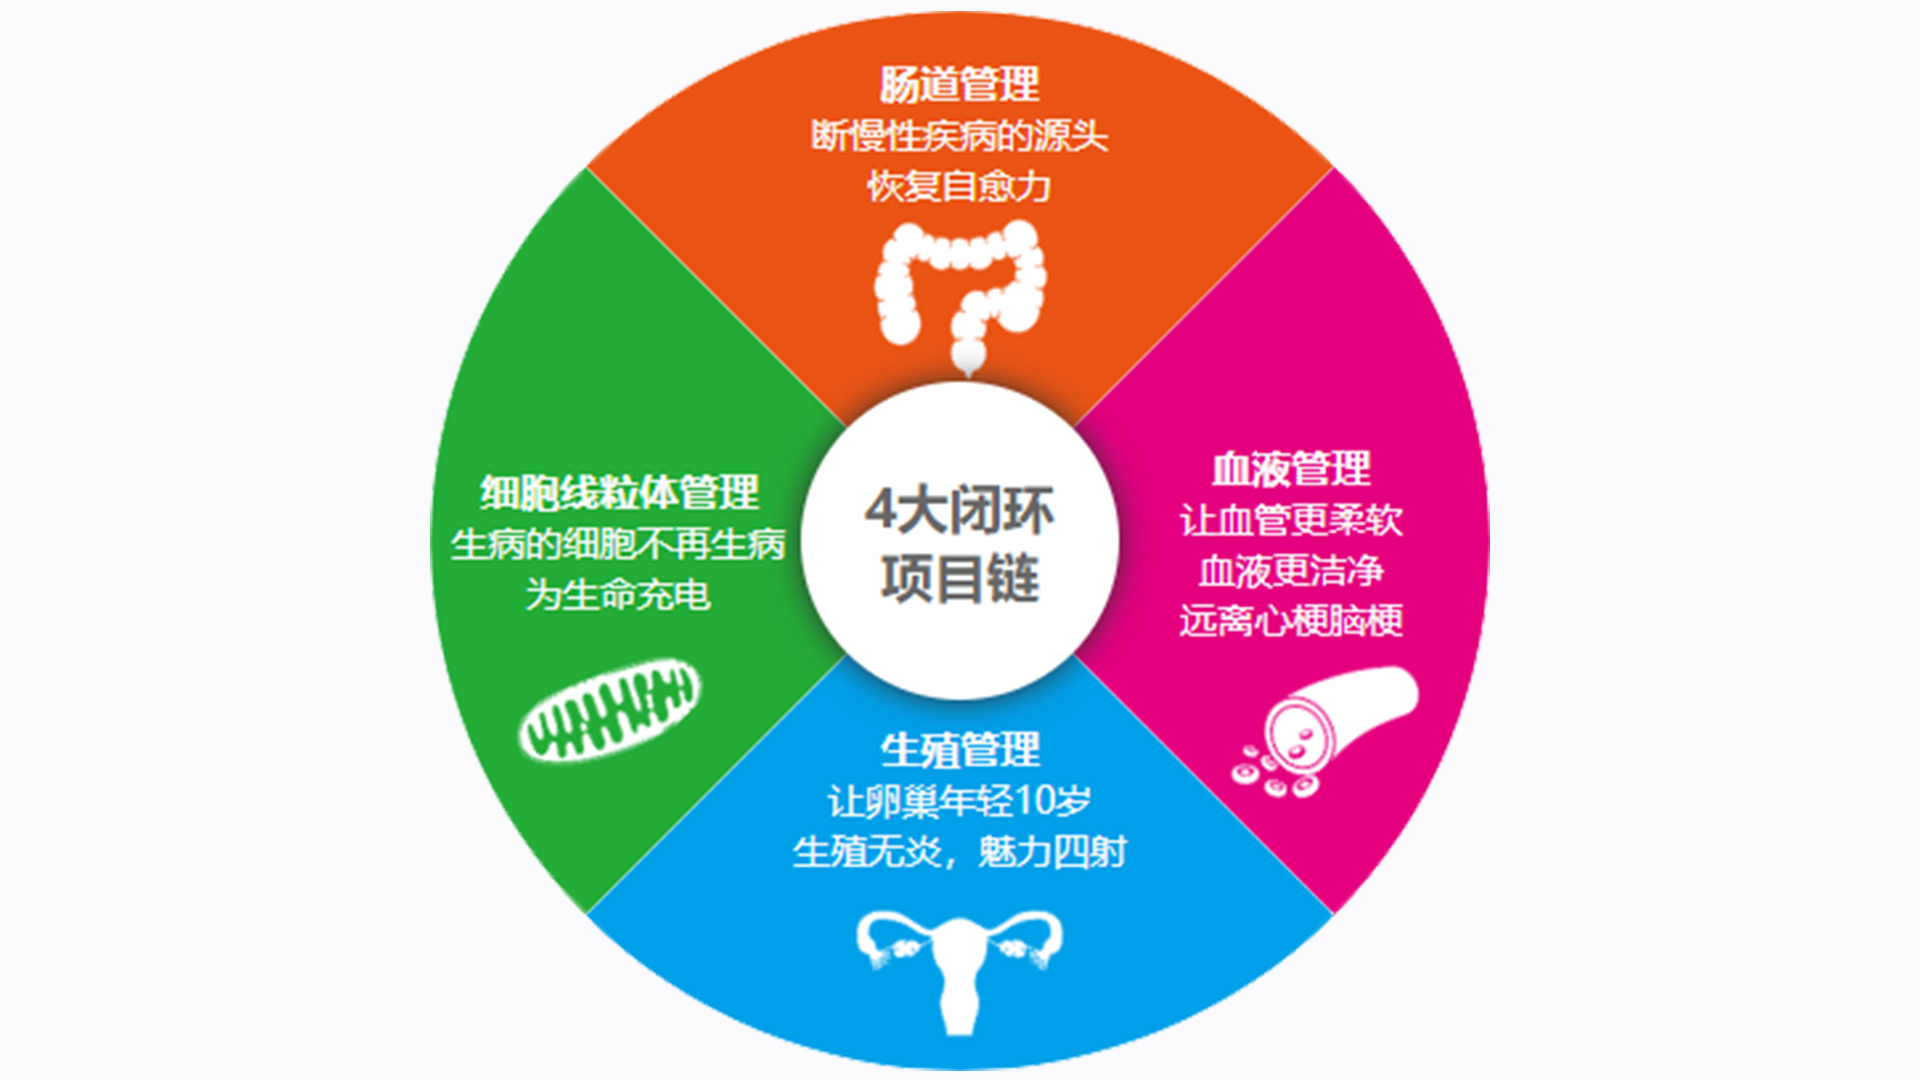 肠道管理
断慢性疾病的源头
恢复自愈力
细胞线粒体管理
生病的细胞不再生病
为生命充电
4大闭环
项目链
血液管理
让血管更柔软
血液更洁净
远离心梗脑梗
生殖管理
让卵巢年轻10岁
生殖无炎，魅力四射